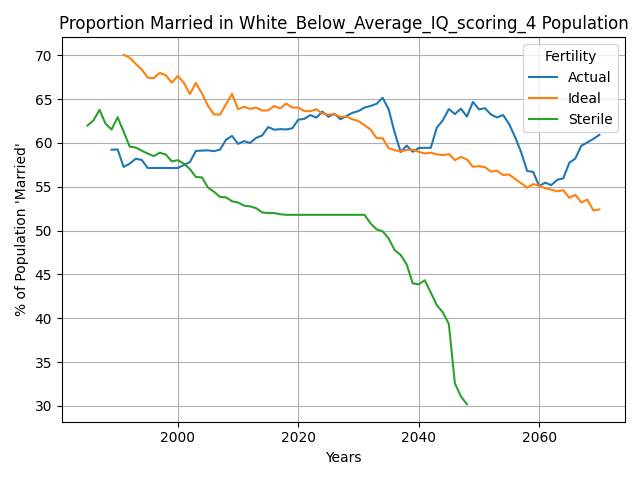 Proportion Married in White_Below_Average_IQ_scoring_4 Population
% of Population 'Married'
70
65
60
55
50
45
40
35
30
Fertility
Actual
Ideal
Sterile
2000 2020 2040 2060
Years